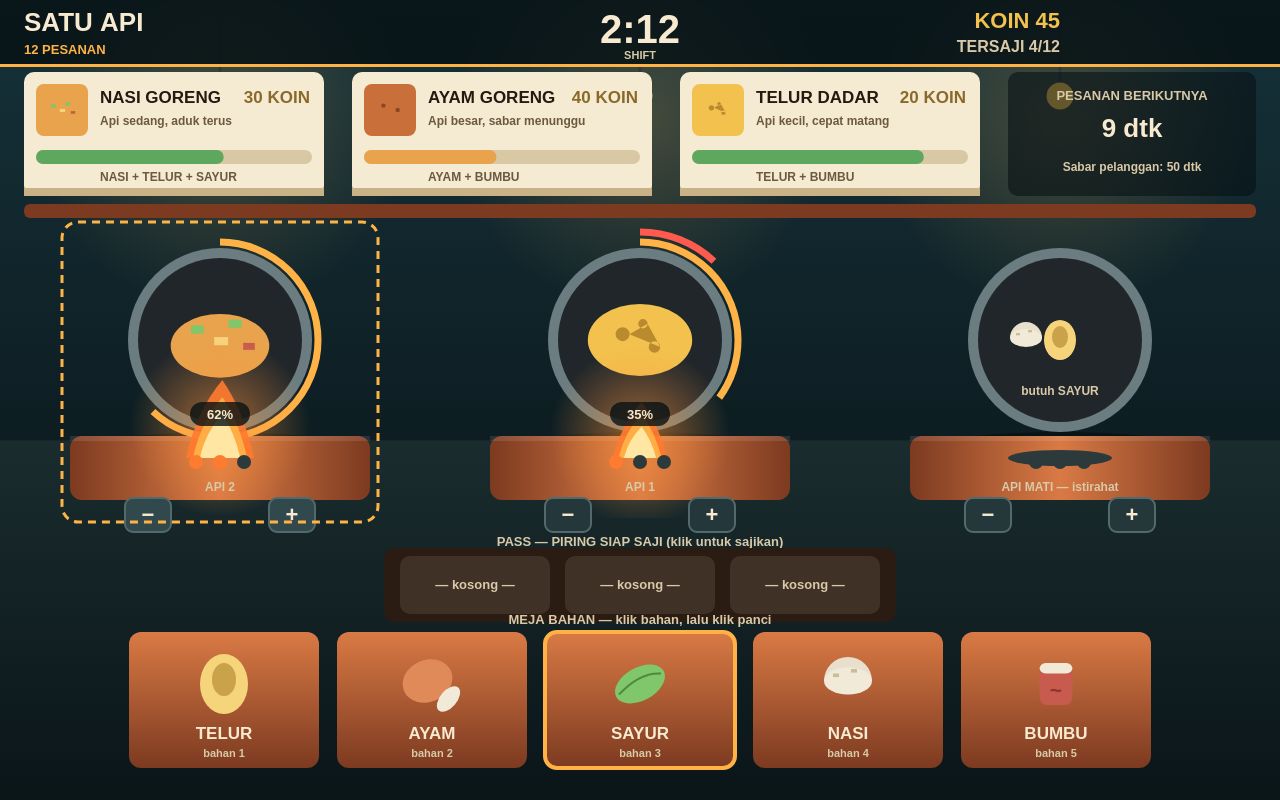 SATU API
12 PESANAN
2:12
SHIFT
KOIN 45
TERSAJI 4/12
NASI GORENG 30 KOIN
Api sedang, aduk terus
NASI + TELUR + SAYUR
AYAM GORENG 40 KOIN
Api besar, sabar menunggu
AYAM + BUMBU
TELUR DADAR 20 KOIN
Api kecil, cepat matang
TELUR + BUMBU
PESANAN BERIKUTNYA
9 dtk
Sabar pelanggan: 50 dtk
62%
API 2
− +
35%
API 1
− +
butuh SAYUR
API MATI — istirahat
− +
PASS — PIRING SIAP SAJI (klik untuk sajikan)
— kosong — — kosong — — kosong —
MEJA BAHAN — klik bahan, lalu klik panci
TELUR
bahan 1
AYAM
bahan 2
SAYUR
bahan 3
NASI
bahan 4
BUMBU
bahan 5